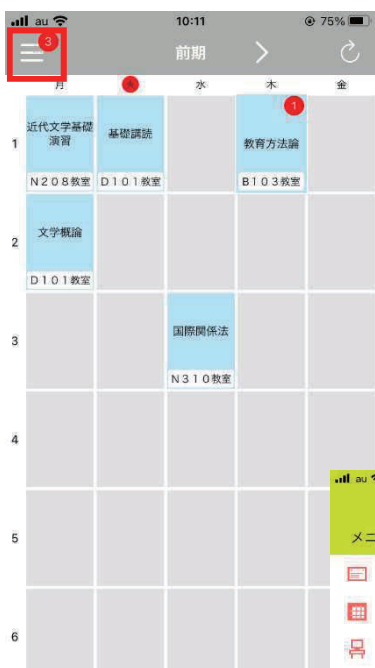 au 10:11 75%
3
前期
月 火 水 木 金
1
1
近代文学基礎
演習
基礎講読
教育方法論
N208教室
D101教室
B103教室
2
文学概論
D101教室
3
国際関係法
N310教室
4
au
5
メニ
6